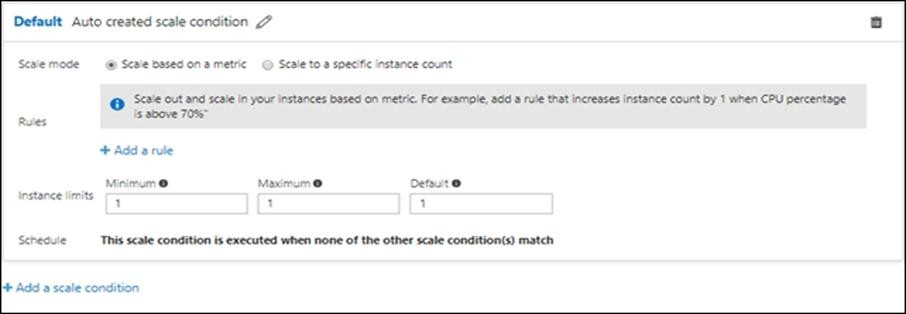 Default Auto created scale condition
Scale mode Scale based on a metric Scale to a specific instance count
Rules
Scale out and scale in your instances based on metric. For example, add a rule that increases instance count by 1 when CPU percentage
is above 70%"
+ Add a rule
Instance limits
Minimum Maximum Default
1 1 1
Schedule This scale condition is executed when none of the other scale condition(s) match
+ Add a scale condition